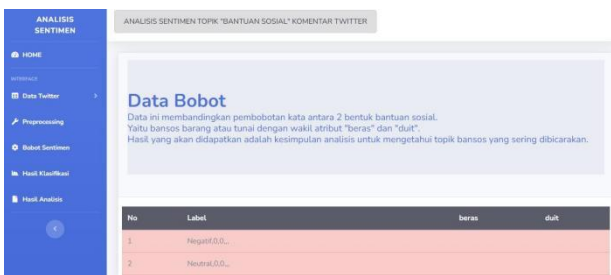 ANALISIS
SENTIMEN
ANALISIS SENTIMEN TOPIK "BANTUAN SOSIAL" KOMENTAR TWITTER
HOME
INTERFACE
Data Twitter
Preprocessing
Bobot Sentimen
Hasil Klasifikasi
Hasil Analisis
Data Bobot
Data ini membandingkan pembobotan kata antara 2 bentuk bantuan sosial.
Yaitu bansos barang atau tunai dengan wakil atribut "beras" dan "duit".
Hasil yang akan didapatkan adalah kesimpulan analisis untuk mengetahui topik bansos yang sering dibicarakan.
No Label beras duit
1 Negatif,0,0,,,
2 Neutral,0,0,,,